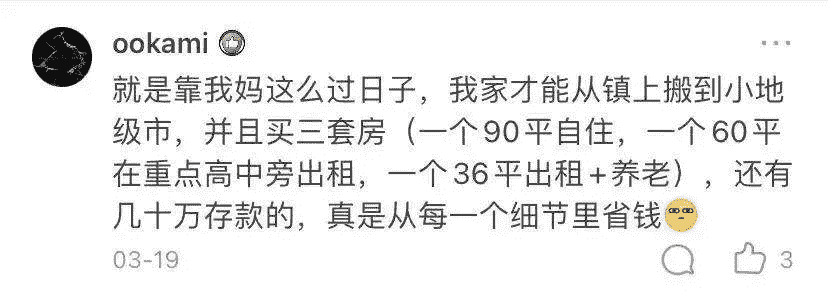 ookami
就是靠我妈这么过日子，我家才能从镇上搬到小地
级市，并且买三套房（一个90平自住，一个60平
在重点高中旁出租，一个36平出租+养老），还有
几十万存款的，真是从每一个细节里省钱
03-19 3